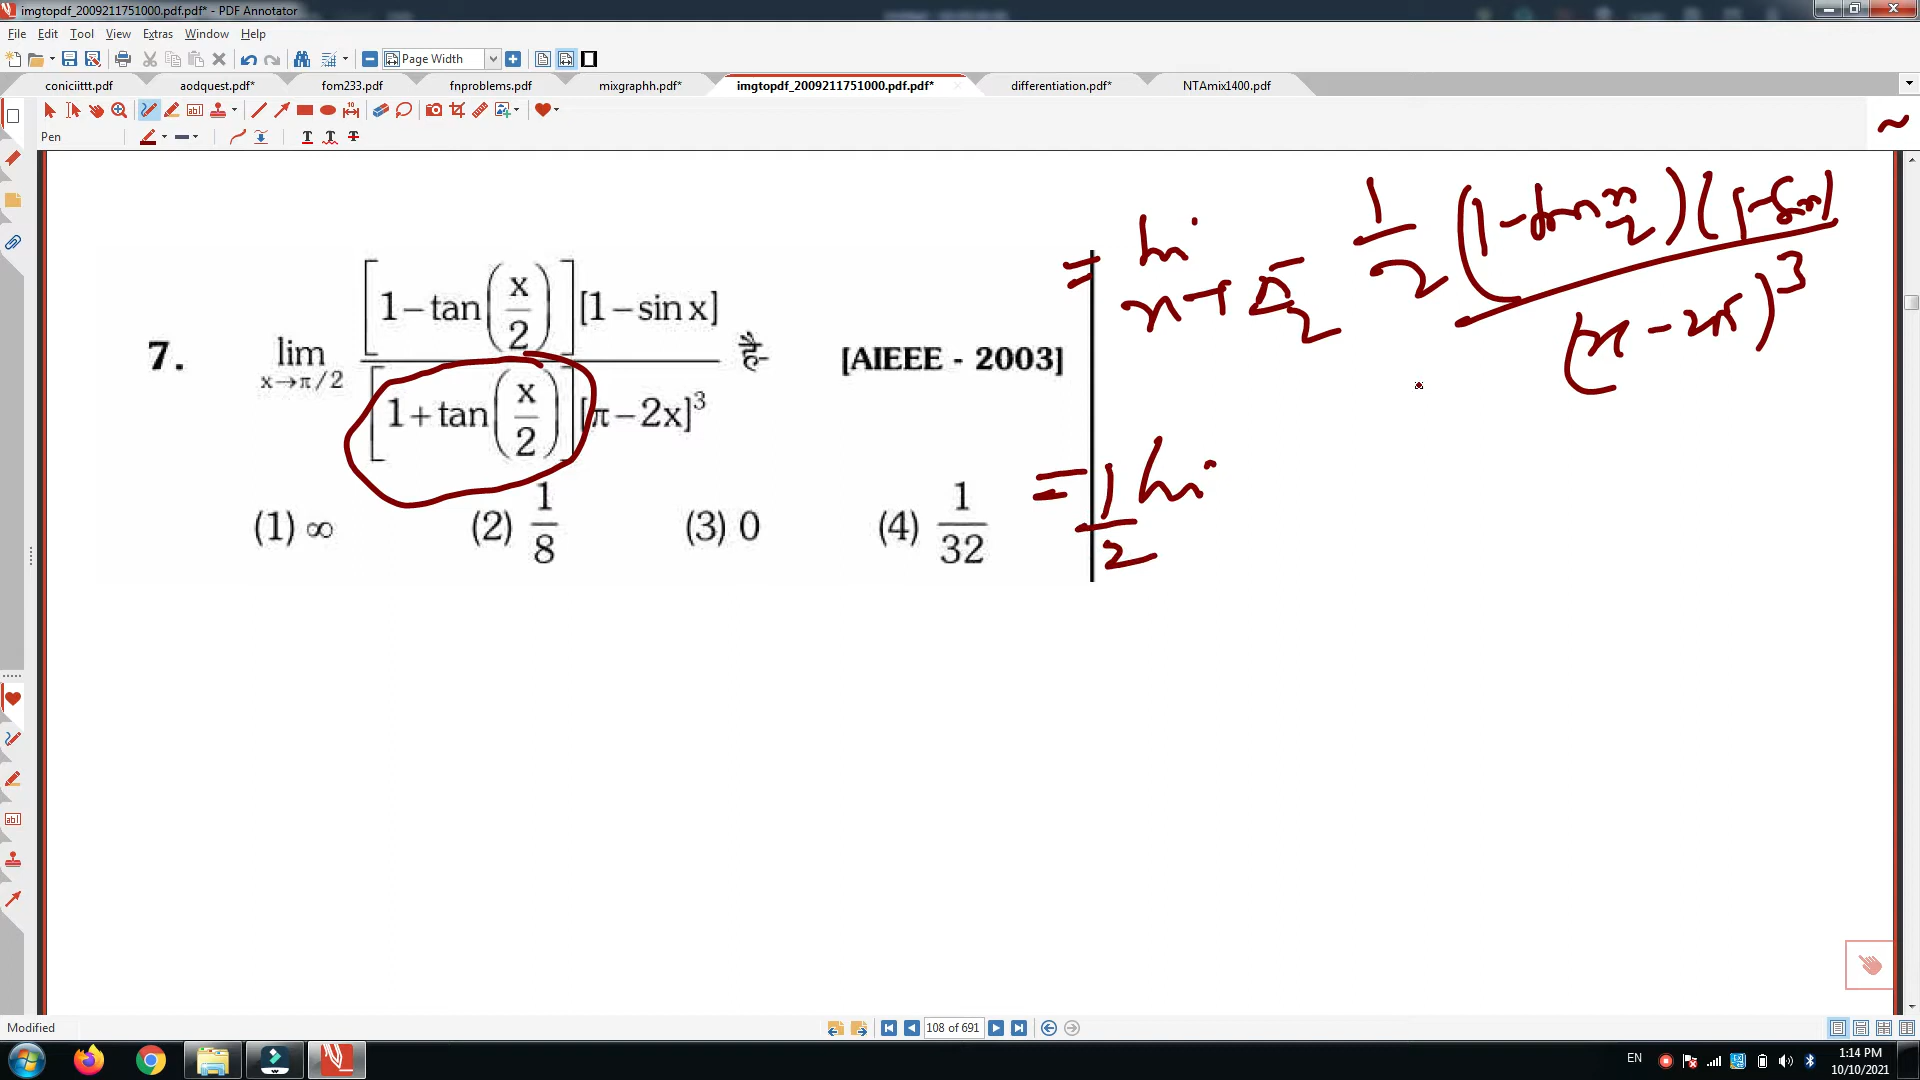 imgtopdf_2009211751000.pdf.pdf* - PDF Annotator
File Edit Tool View Extras Window Help
Page Width
coniciittt.pdf aodquest.pdf* fom233.pdf fnproblems.pdf mixgraphh.pdf* imgtopdf_2009211751000.pdf.pdf* differentiation.pdf* NTAmix1400.pdf
Pen
7. lim x→π/2 [1−tan(x/2)][1−sin x] / [1+tan(x/2)][π−2x]³ है- [AIEEE - 2003]
(1) ∞ (2) 1/8 (3) 0 (4) 1/32
= lim x→π/2 1/2 (1−tan x/2)(1−sin x) / (x−2π)³
= 1/2 lim
Modified 108 of 691
EN 1:14 PM
10/10/2021